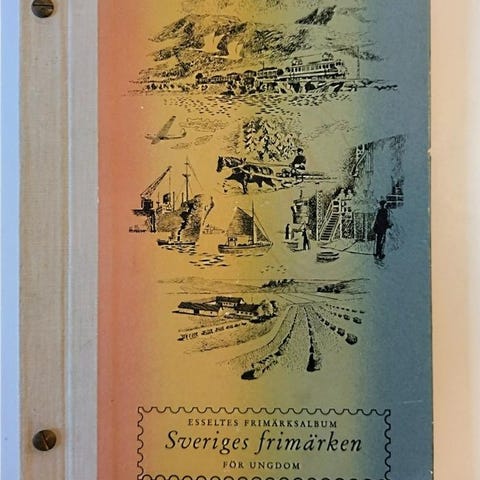 ESSELTES FRIMÄRKSALBUM
Sveriges frimärken
FÖR UNGDOM